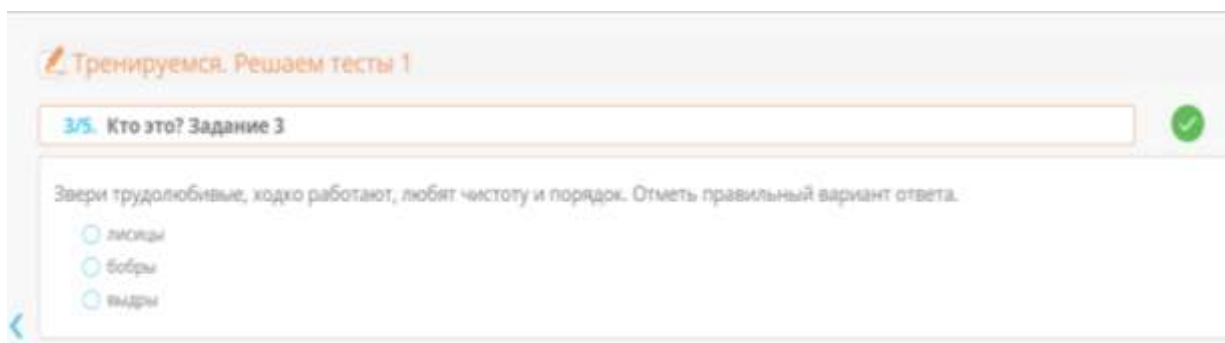 Тренируемся. Решаем тесты 1
3/5. Кто это? Задание 3
Звери трудолюбивые, ходко работают, любят чистоту и порядок. Отметь правильный вариант ответа.
лисицы
бобры
выдры